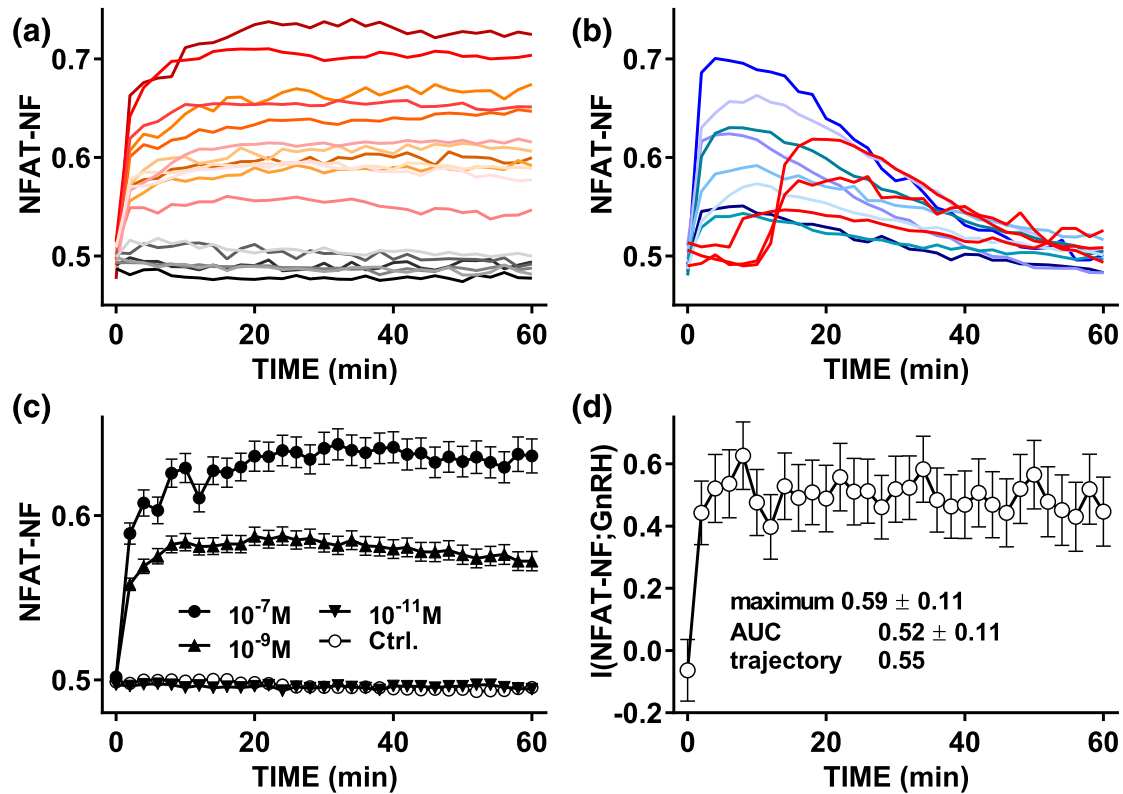 (a)
NFAT-NF
0.7
0.6
0.5
0
20
40
60
TIME (min)
(b)
NFAT-NF
0.7
0.6
0.5
0
20
40
60
TIME (min)
(c)
NFAT-NF
0.6
0.5
10-7M
10-9M
10-11M
Ctrl.
0
20
40
60
TIME (min)
(d)
I(NFAT-NF;GnRH)
0.6
0.4
0.2
0.0
-0.2
maximum 0.59 ± 0.11
AUC 0.52 ± 0.11
trajectory 0.55
0
20
40
60
TIME (min)